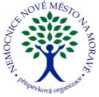 NEMOCNICE NOVÉ MĚSTO NA MORAVĚ
příspěvková organizace